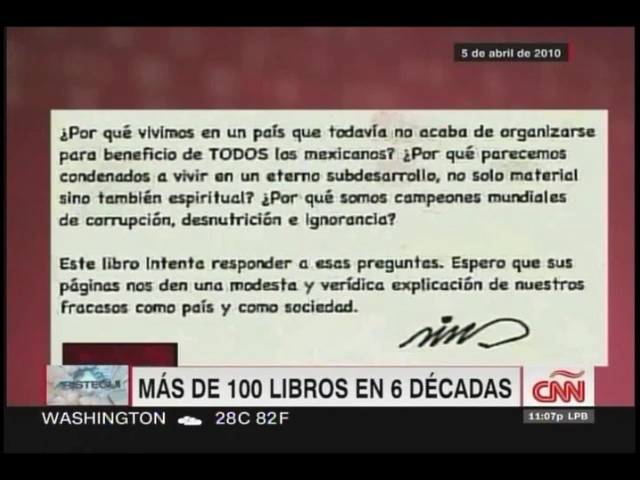 5 de abril de 2010
¿Por qué vivimos en un país que todavía no acaba de organizarse
para beneficio de TODOS los mexicanos? ¿Por qué parecemos
condenados a vivir en un eterno subdesarrollo, no solo material
sino también espiritual? ¿Por qué somos campeones mundiales
de corrupción, desnutrición e ignorancia?
Este libro intenta responder a esas preguntas. Espero que sus
páginas nos den una modesta y verídica explicación de nuestros
fracasos como país y como sociedad.
rius
ARISTEGUI
MÁS DE 100 LIBROS EN 6 DÉCADAS
CNN
WASHINGTON 28C 82F
11:07p LPB